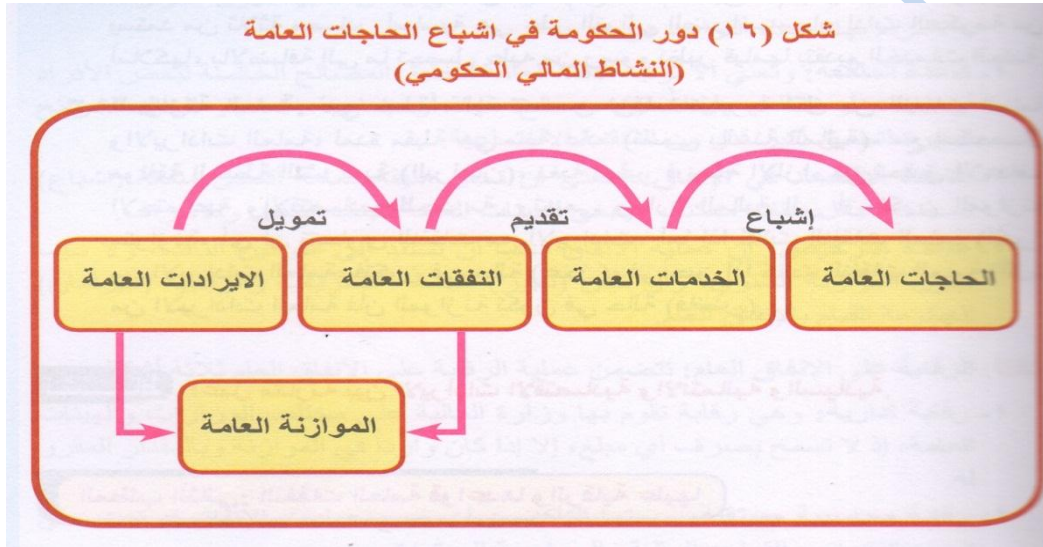 شكل (١٦) دور الحكومة في اشباع الحاجات العامة
(النشاط المالي الحكومي)
إشباع
تقديم
تمويل
الحاجات العامة
الخدمات العامة
النفقات العامة
الايرادات العامة
الموازنة العامة